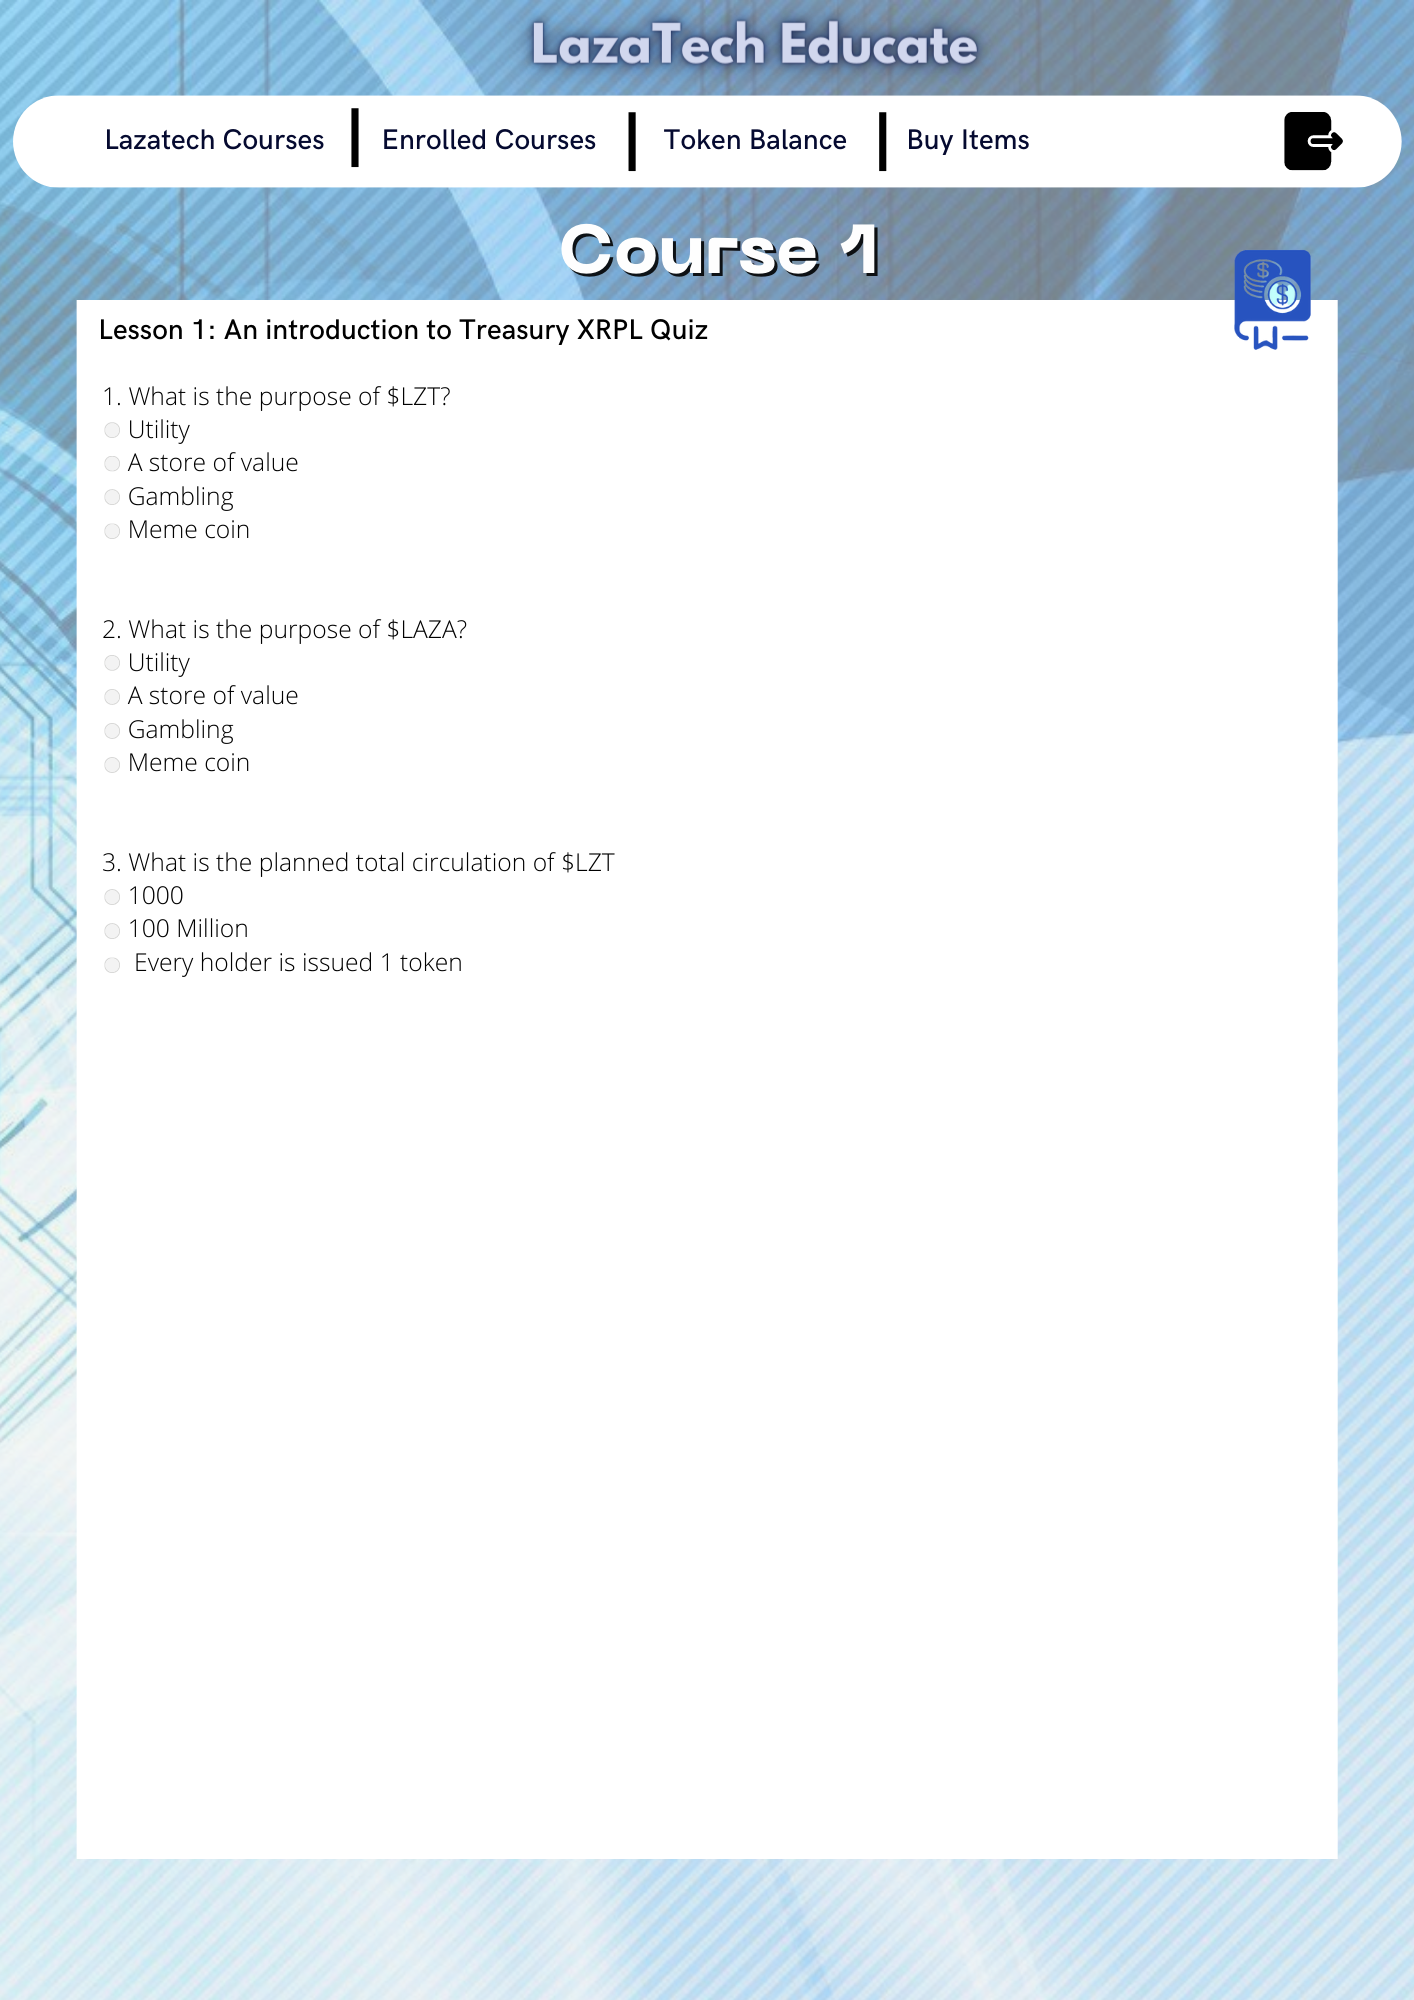 LazaTech Educate
Lazatech Courses
Enrolled Courses
Token Balance
Buy Items
Course 1
Lesson 1: An introduction to Treasury XRPL Quiz
1. What is the purpose of $LZT?
Utility
A store of value
Gambling
Meme coin
2. What is the purpose of $LAZA?
Utility
A store of value
Gambling
Meme coin
3. What is the planned total circulation of $LZT
1000
100 Million
Every holder is issued 1 token